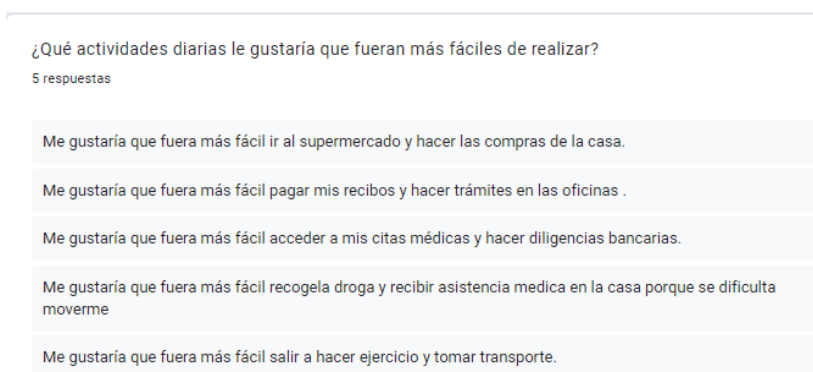 ¿Qué actividades diarias le gustaría que fueran más fáciles de realizar?
5 respuestas
Me gustaría que fuera más fácil ir al supermercado y hacer las compras de la casa.
Me gustaría que fuera más fácil pagar mis recibos y hacer trámites en las oficinas .
Me gustaría que fuera más fácil acceder a mis citas médicas y hacer diligencias bancarias.
Me gustaría que fuera más fácil recogela droga y recibir asistencia medica en la casa porque se dificulta
moverme
Me gustaría que fuera más fácil salir a hacer ejercicio y tomar transporte.